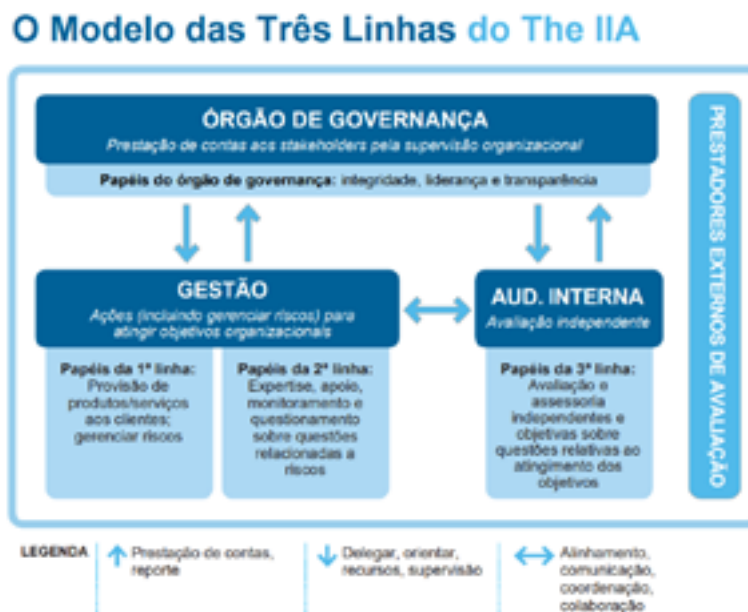 O Modelo das Três Linhas do The IIA
ÓRGÃO DE GOVERNANÇA
Prestação de contas aos stakeholders pela supervisão organizacional
Papéis do órgão de governança: integridade, liderança e transparência
GESTÃO
Ações (incluindo gerenciar riscos) para
atingir objetivos organizacionais
Papéis da 1ª linha:
Provisão de
produtos/serviços
aos clientes;
gerenciar riscos
Papéis da 2ª linha:
Expertise, apoio,
monitoramento e
questionamento
sobre questões
relacionadas a
riscos
AUD. INTERNA
Avaliação independente
Papéis da 3ª linha:
Avaliação e
assessoria
independentes e
objetivas sobre
questões relativas ao
atingimento dos
objetivos
PRESTADORES EXTERNOS DE AVALIAÇÃO
LEGENDA
Prestação de contas,
reporte
Delegar, orientar,
recursos, supervisão
Alinhamento,
comunicação,
coordenação,
colaboração